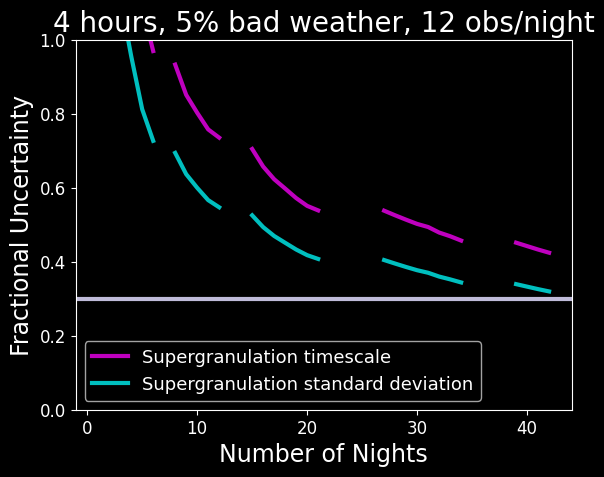 4 hours, 5% bad weather, 12 obs/night
1.0
0.8
0.6
0.4
0.2
0.0
Fractional Uncertainty
Supergranulation timescale
Supergranulation standard deviation
0 10 20 30 40
Number of Nights